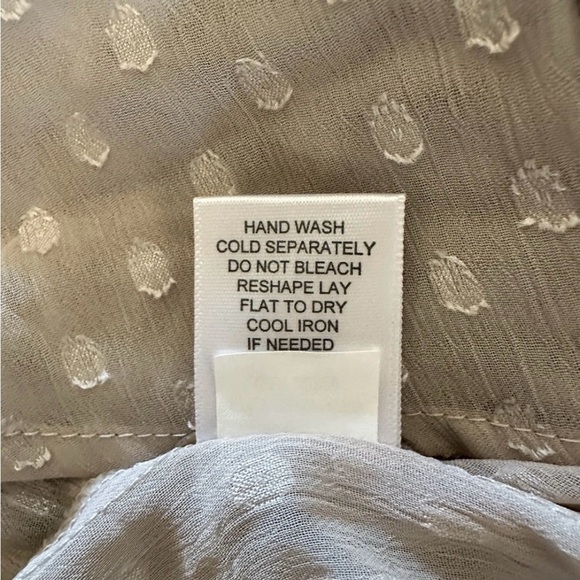 HAND WASH
COLD SEPARATELY
DO NOT BLEACH
RESHAPE LAY
FLAT TO DRY
COOL IRON
IF NEEDED